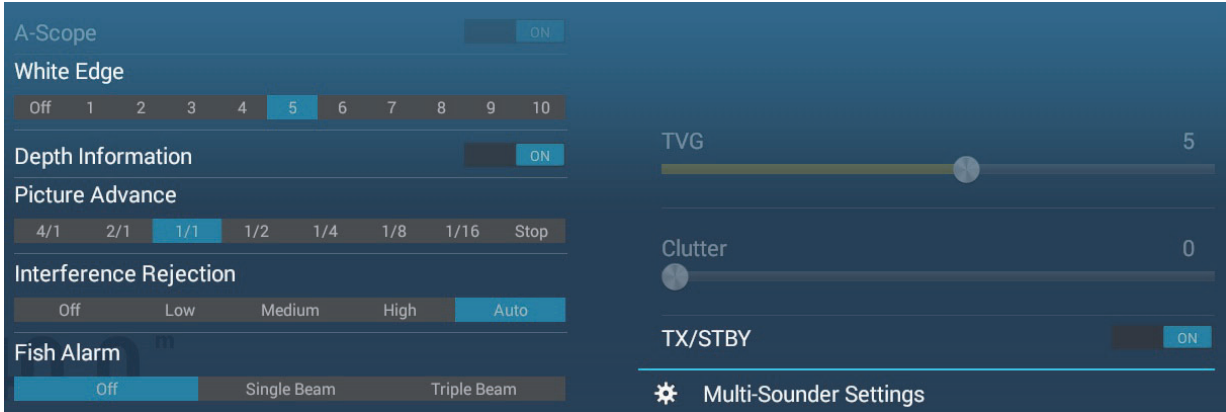 A-Scope ON
White Edge
Off 1 2 3 4 5 6 7 8 9 10
Depth Information ON
Picture Advance
4/1 2/1 1/1 1/2 1/4 1/8 1/16 Stop
Interference Rejection
Off Low Medium High Auto
Fish Alarm
m
Off Single Beam Triple Beam
TVG 5
Clutter 0
TX/STBY ON
Multi-Sounder Settings